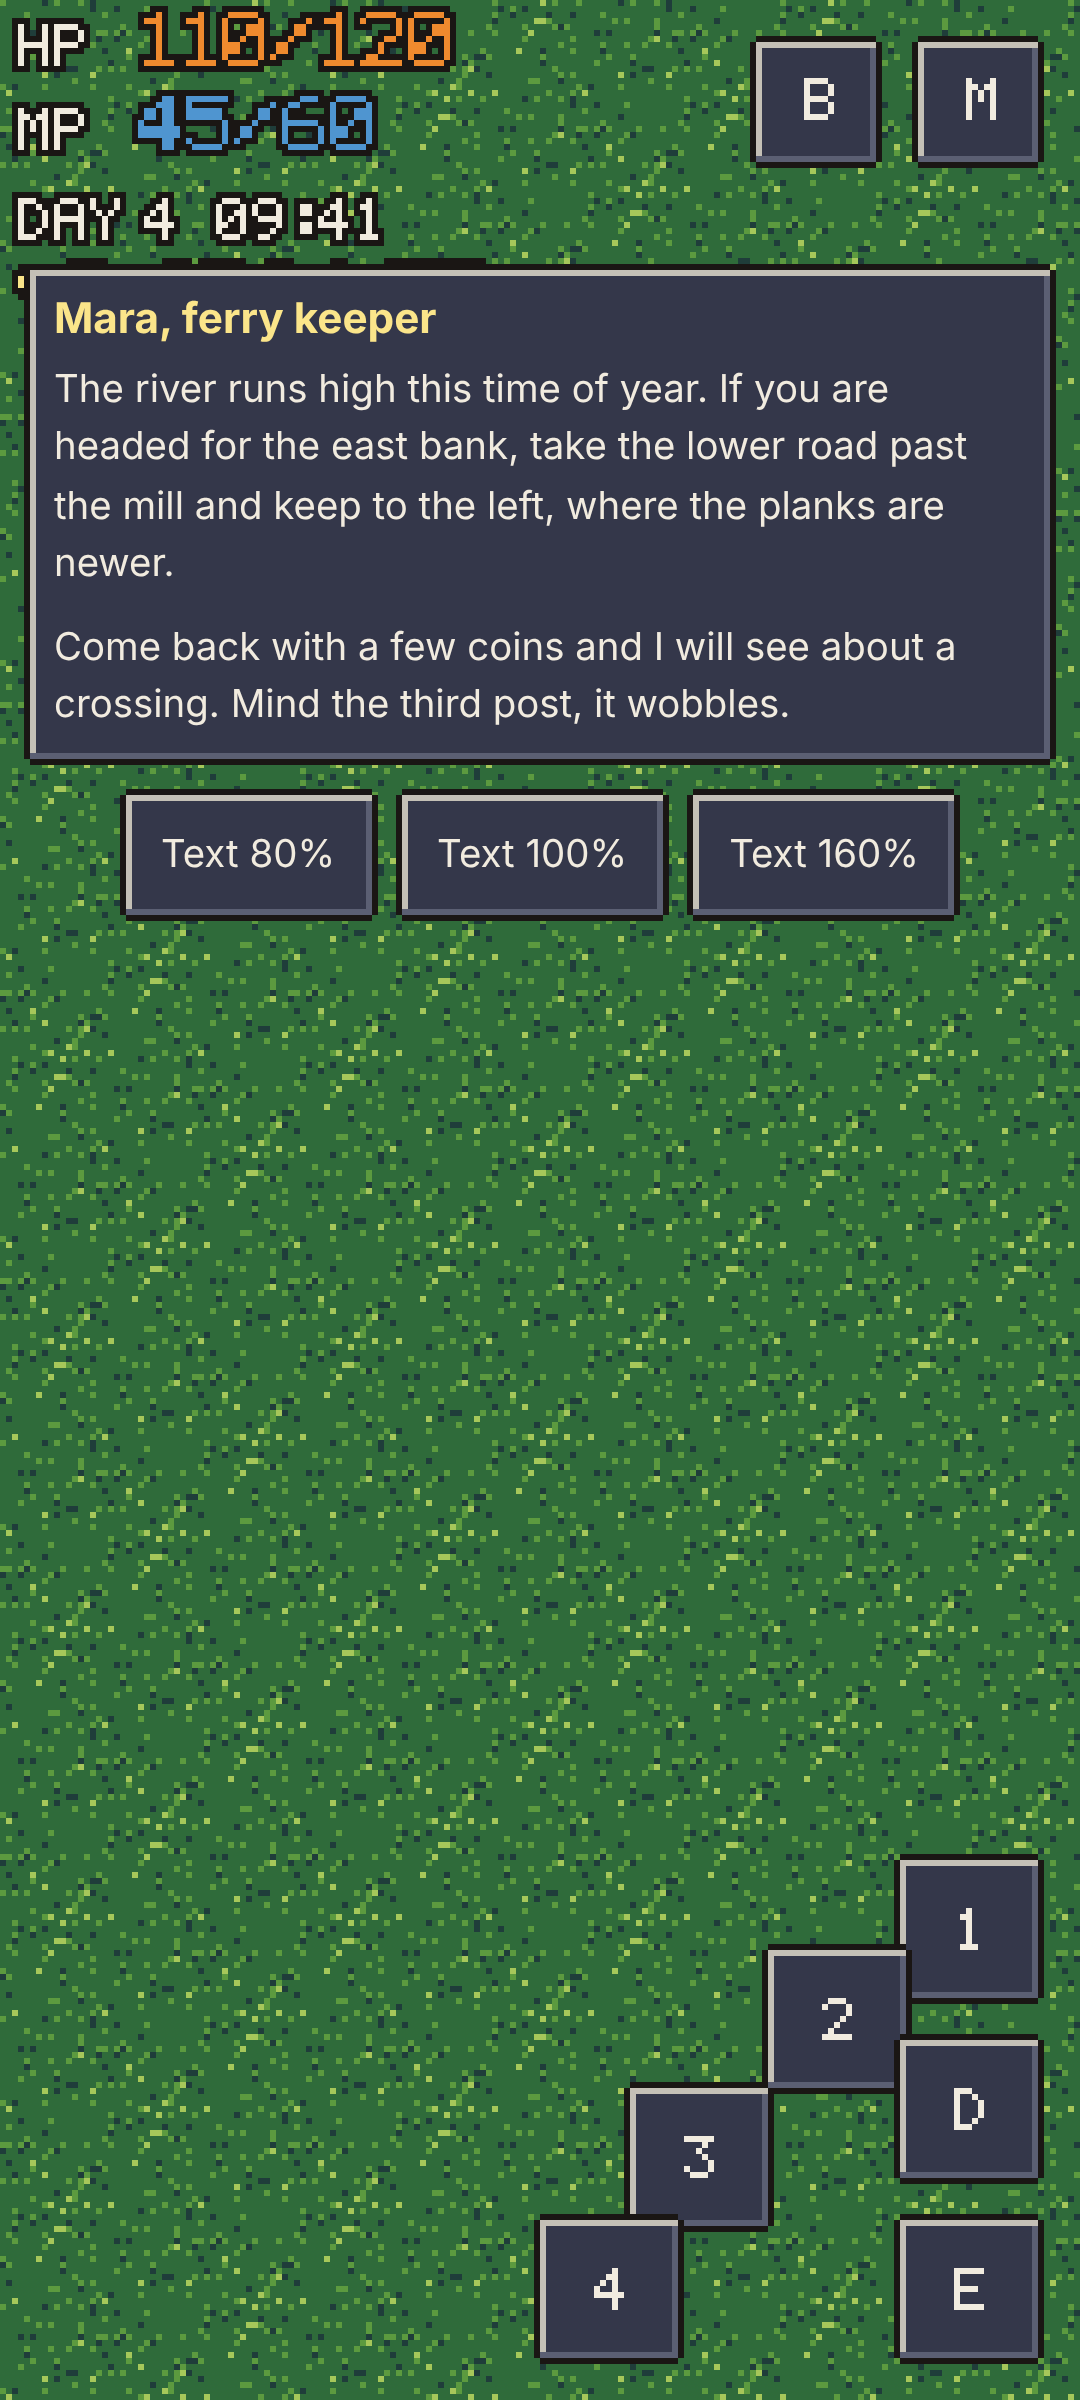 HP 110/120
MP 45/60
DAY 4 09:41
B
M
Mara, ferry keeper
The river runs high this time of year. If you are
headed for the east bank, take the lower road past
the mill and keep to the left, where the planks are
newer.
Come back with a few coins and I will see about a
crossing. Mind the third post, it wobbles.
Text 80%
Text 100%
Text 160%
1
2
D
3
4
E